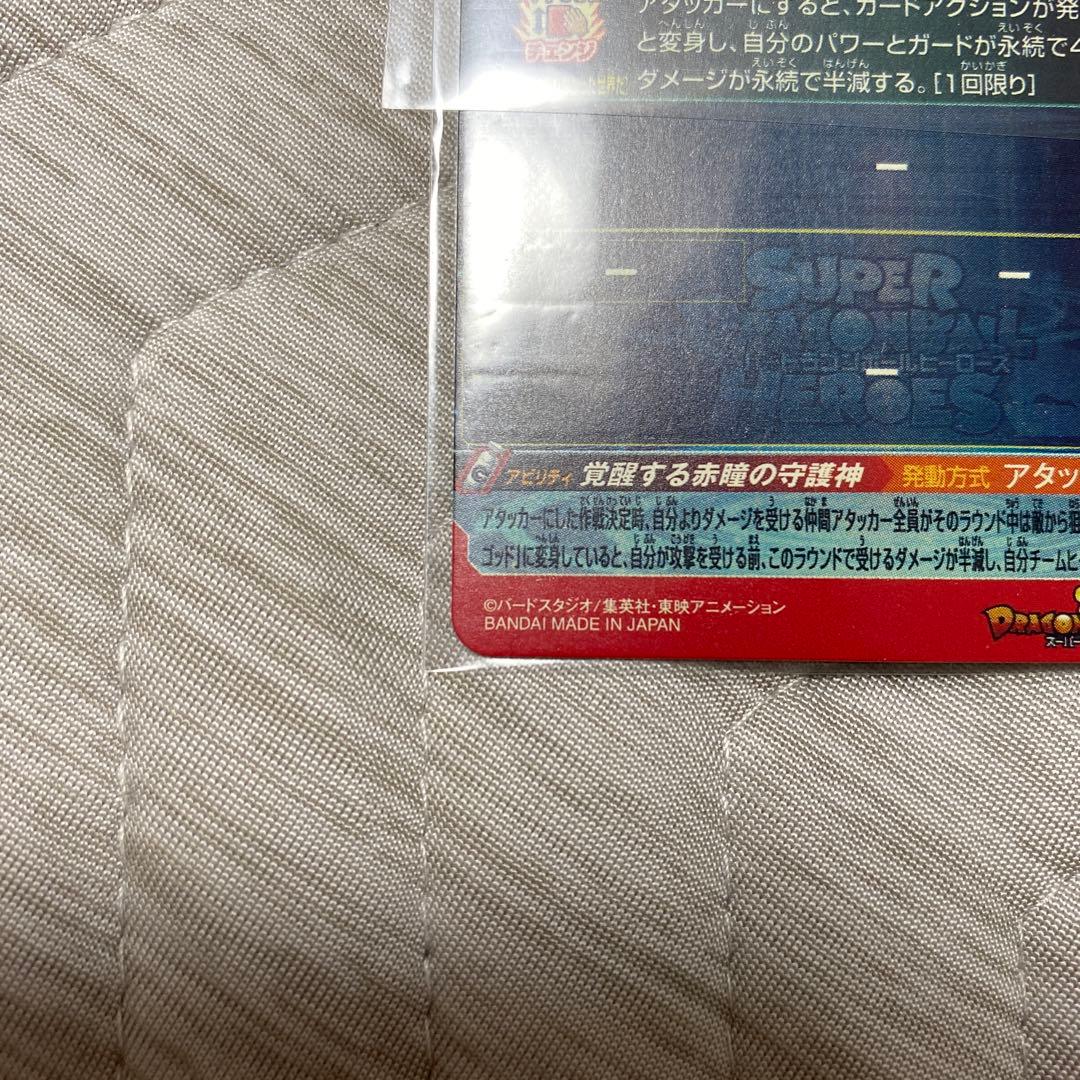 アタッカーにすると、カードアクションが発
チェンジ
と変身し、自分のパワーとガードが永続で4
ダメージが永続で半減する。[1回限り]
SUPER
DRAGONBALL
HEROES
アビリティ 覚醒する赤瞳の守護神 発動方式 アタッ
アタッカーにした作戦決定時、自分よりダメージを受ける仲間アタッカー全員がそのラウンド中は敵から狙
ゴッド」に変身していると、自分が攻撃を受ける前、このラウンドで受けるダメージが半減し、自分チームヒー
©バードスタジオ/集英社・東映アニメーション
BANDAI MADE IN JAPAN
DRAGON
スーパー